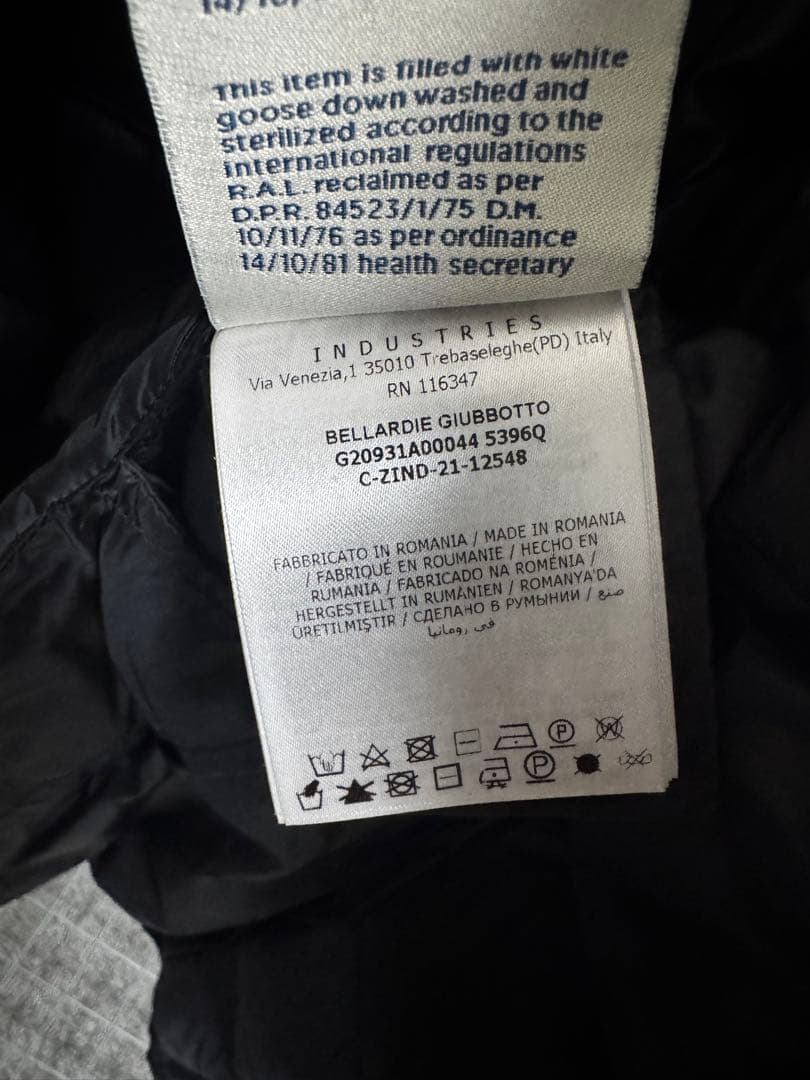 This item is filled with white
goose down washed and
sterilized according to the
international regulations
R.A.L. reclaimed as per
D.P.R. 84523/1/75 D.M.
10/11/76 as per ordinance
14/10/81 health secretary
INDUSTRIES
Via Venezia,1 35010 Trebaseleghe(PD) Italy
RN 116347
BELLARDIE GIUBBOTTO
G20931A00044 5396Q
C-ZIND-21-12548
FABBRICATO IN ROMANIA / MADE IN ROMANIA
/ FABRIQUÉ EN ROUMANIE / HECHO EN
RUMANIA / FABRICADO NA ROMÉNIA /
HERGESTELLT IN RUMÄNIEN / ROMANYA'DA
ÜRETILMIŞTIR / СДЕЛАНО В РУМЫНИИ / صنع
في رومانيا